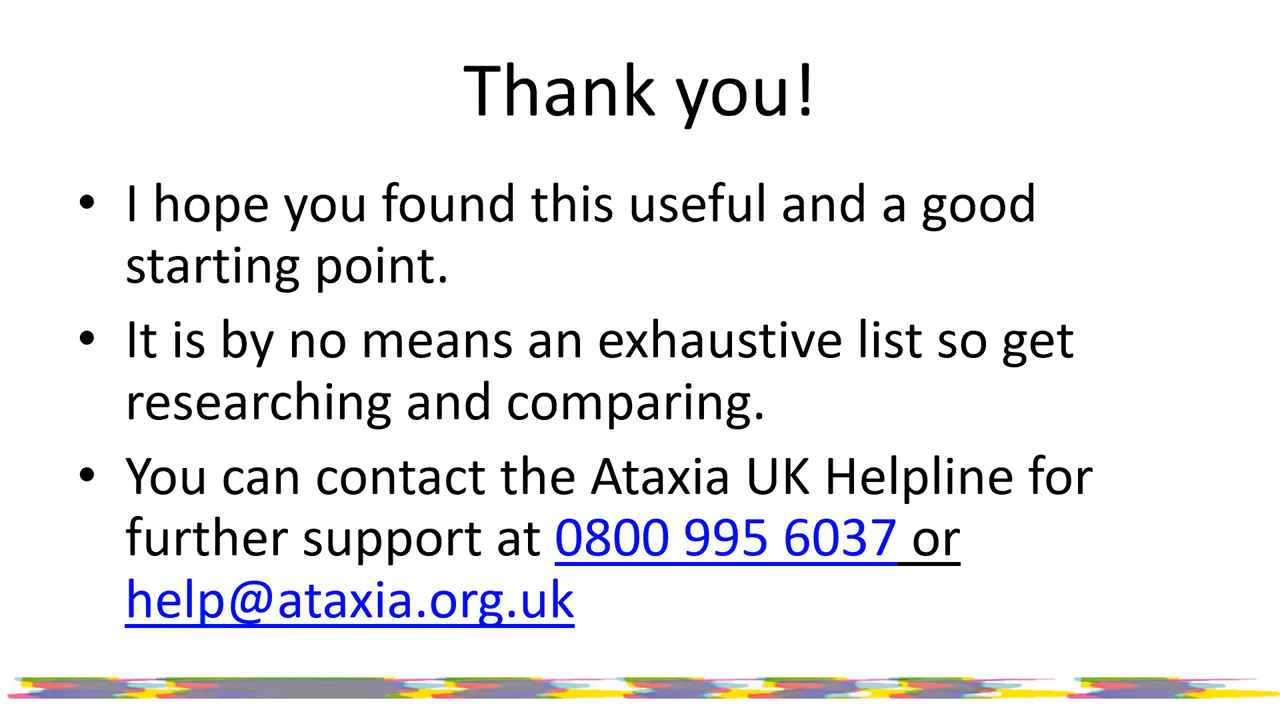 Thank you!
• I hope you found this useful and a good
starting point.
• It is by no means an exhaustive list so get
researching and comparing.
• You can contact the Ataxia UK Helpline for
further support at 0800 995 6037 or
help@ataxia.org.uk